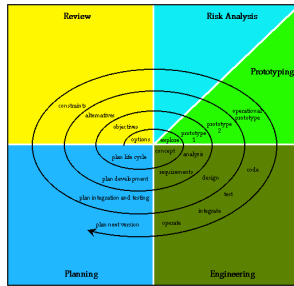 Review
Risk Analysis
Prototyping
constraints
alternatives
objectives
options
explore
prototype
1
prototype
2
operational
prototype
plan life cycle
concept
analysis
requirements
plan development
design
code
plan integration and testing
test
integrate
plan next version
operate
Planning
Engineering